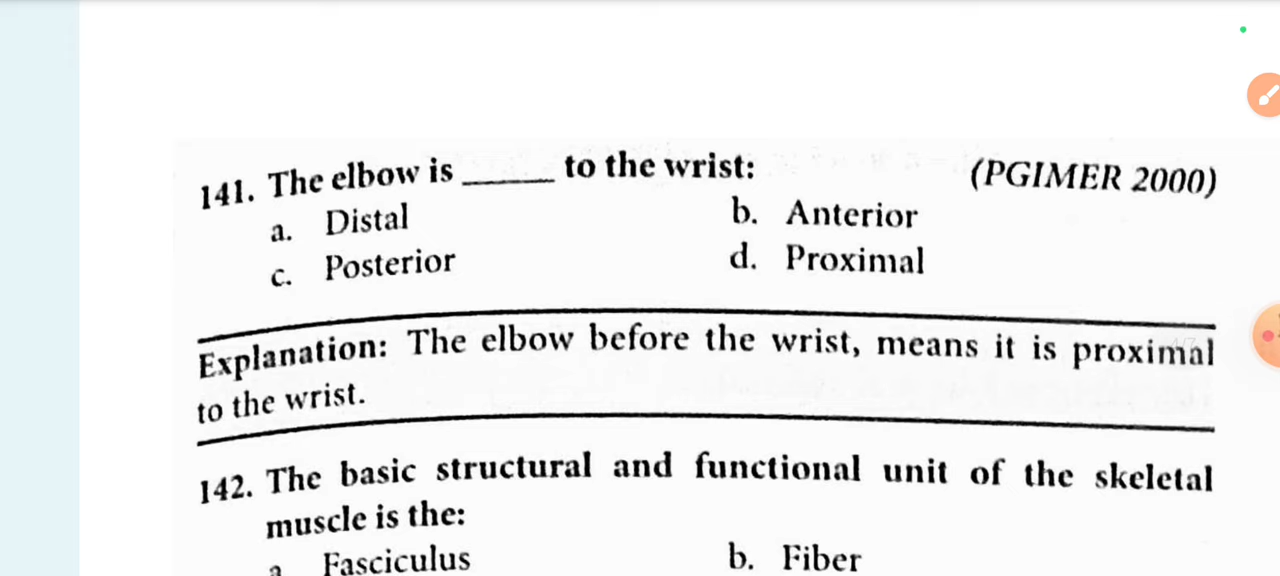 141. The elbow is _____ to the wrist: (PGIMER 2000)
a. Distal b. Anterior
c. Posterior d. Proximal
Explanation: The elbow before the wrist, means it is proximal
to the wrist.
142. The basic structural and functional unit of the skeletal
muscle is the:
a Fasciculus b. Fiber